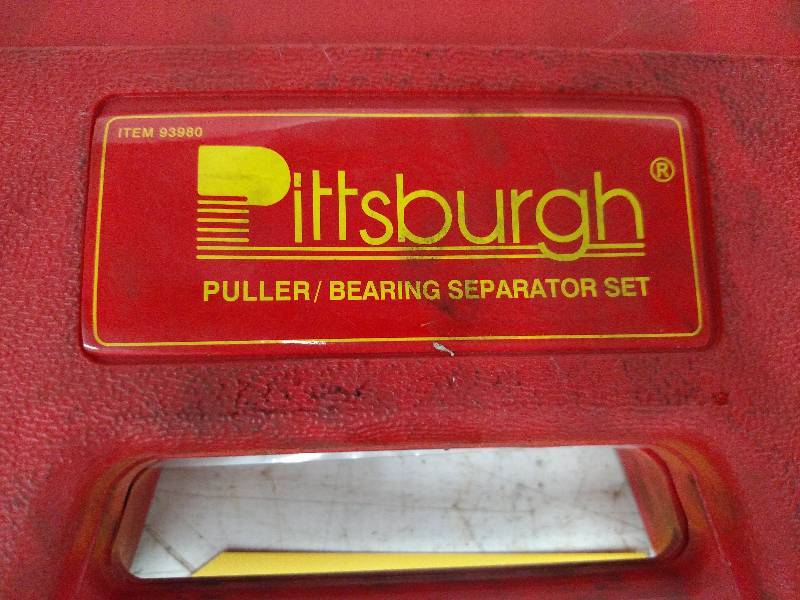 ITEM 93980
Pittsburgh®
PULLER/ BEARING SEPARATOR SET